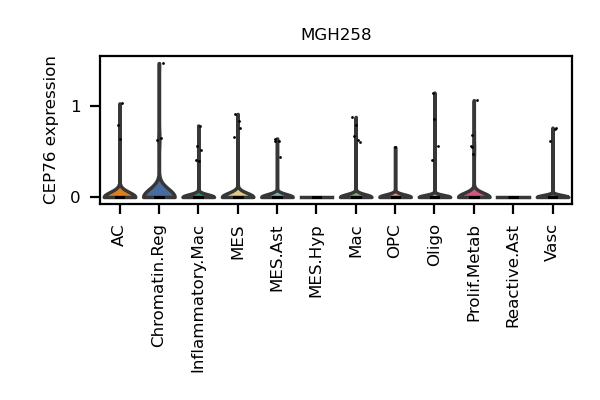 MGH258
CEP76 expression
1
0
AC
Chromatin.Reg
Inflammatory.Mac
MES
MES.Ast
MES.Hyp
Mac
OPC
Oligo
Prolif.Metab
Reactive.Ast
Vasc